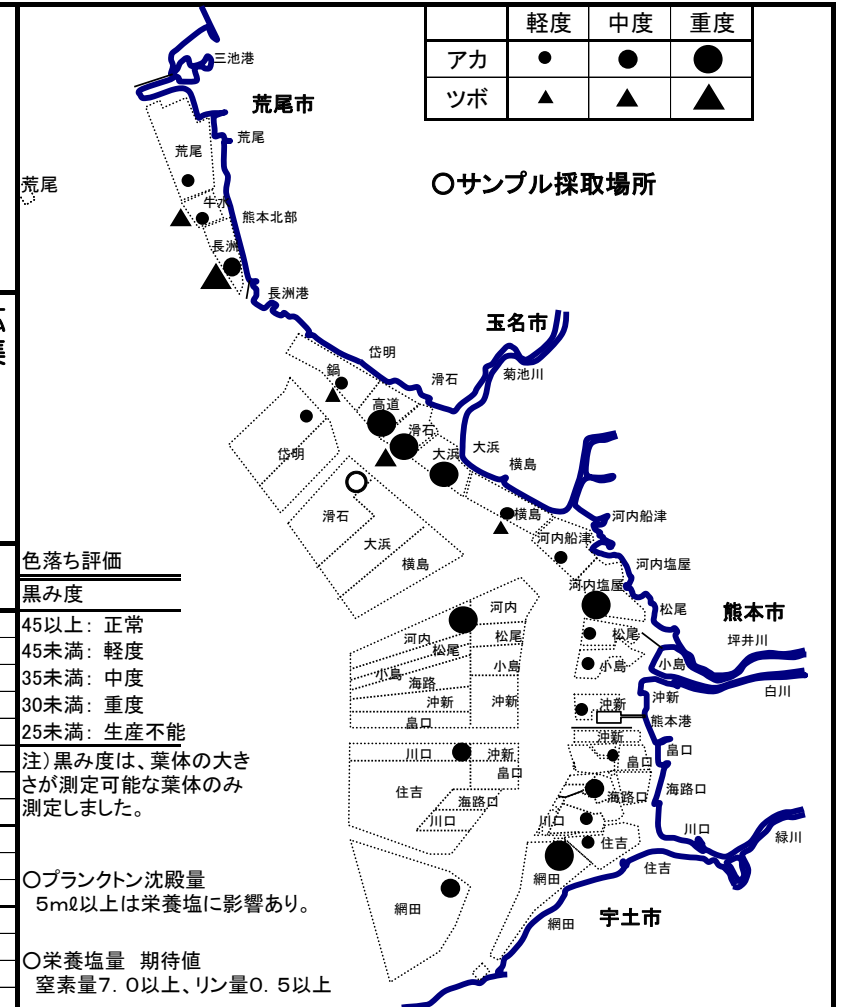 軽度 中度 重度
アカ
ツボ
三池港
荒尾市
荒尾
荒尾
荒尾
○サンプル採取場所
牛水
熊本北部
長洲
長洲港
玉名市
岱明
鍋
滑石
菊池川
高道
滑石
大浜
大浜
岱明
横島
滑石
横島
河内船津
大浜
河内船津
横島
河内塩屋
河内塩屋
松尾
熊本市
河内
河内
松尾
松尾
松尾
坪井川
小島
小島
小島
小島
海路
白川
沖新
沖新
沖新
沖新
畠口
熊本港
沖新
川口
沖新
畠口
畠口
畠口
住吉
海路口
海路口
海路口
川口
川口
川口
住吉
緑川
網田
住吉
網田
網田
宇土市
色落ち評価
黒み度
45以上: 正常
45未満: 軽度
35未満: 中度
30未満: 重度
25未満: 生産不能
注)黒み度は、葉体の大き
さが測定可能な葉体のみ
測定しました。
○プランクトン沈殿量
5mℓ以上は栄養塩に影響あり。
○栄養塩量 期待値
窒素量7.0以上、リン量0.5以上